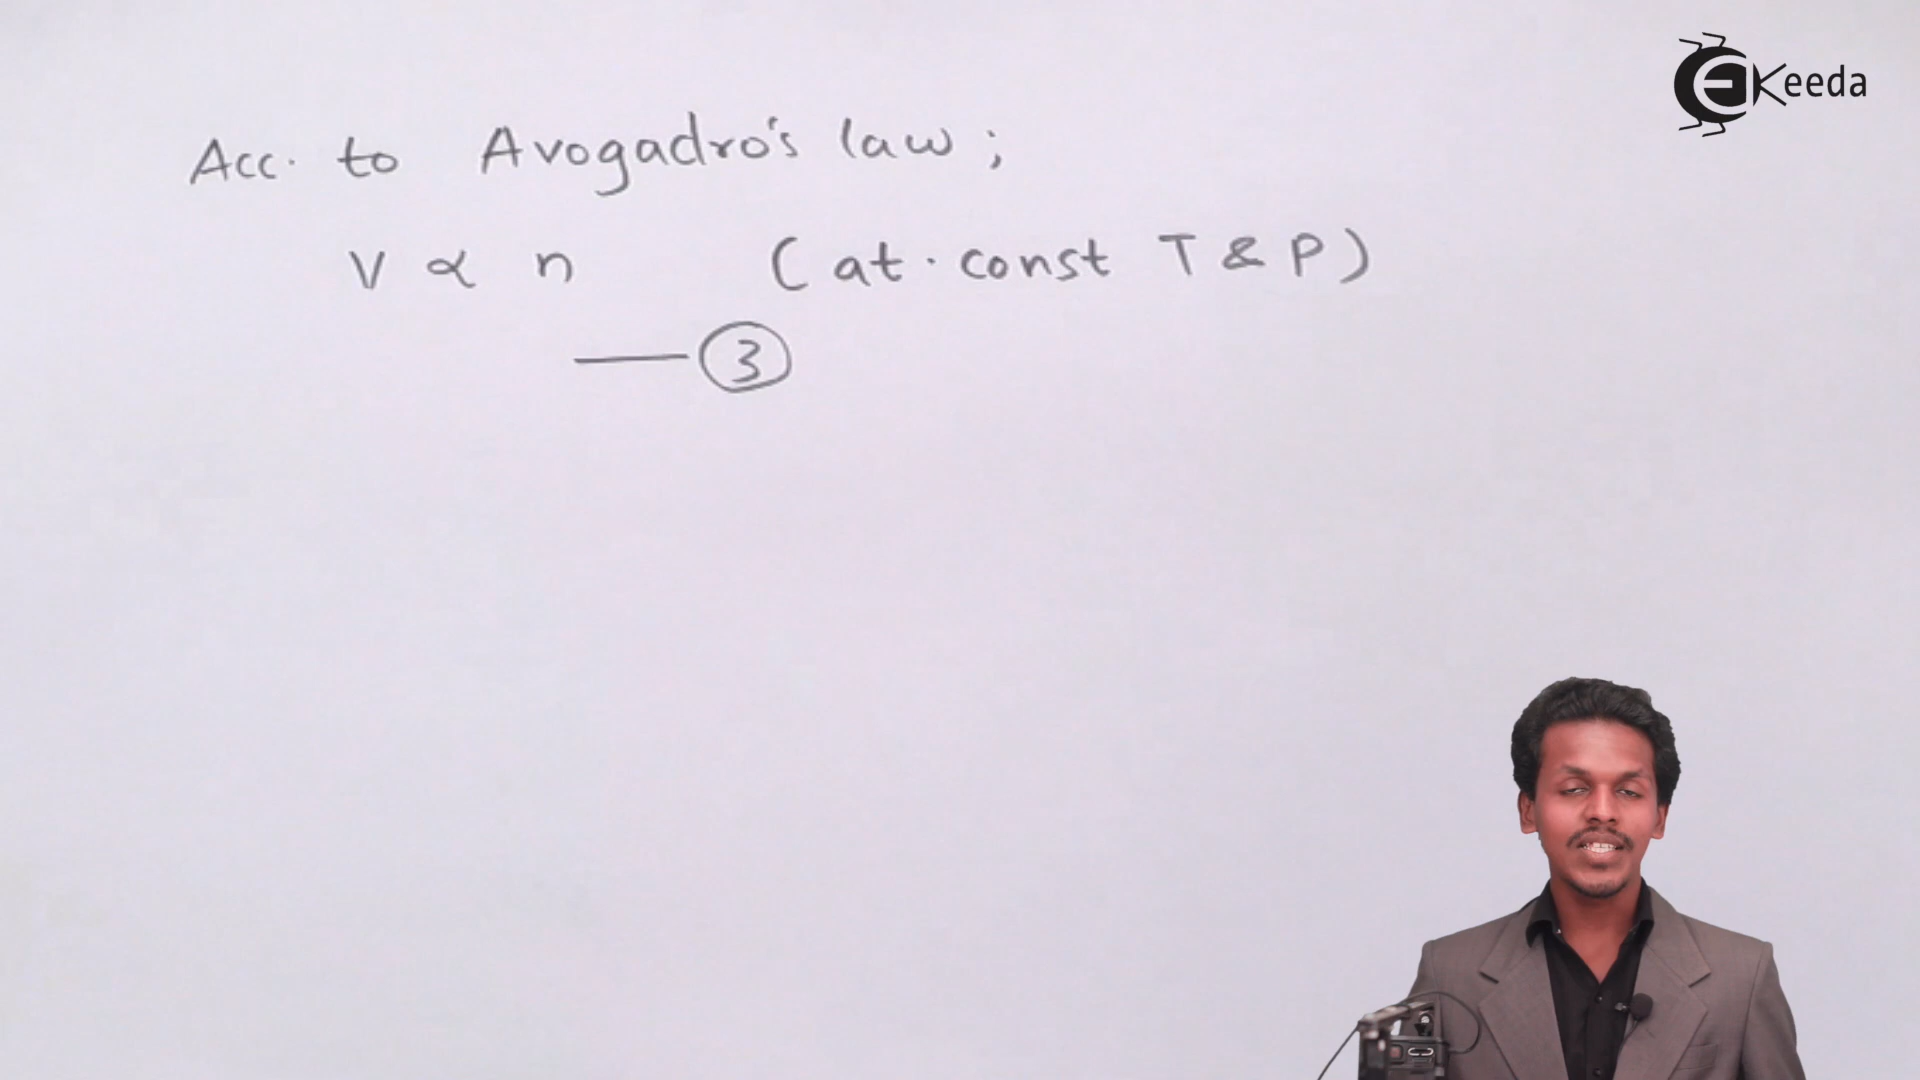 EKeeda
Acc. to Avogadro's law;
V ∝ n (at. const T & P)
—— ③